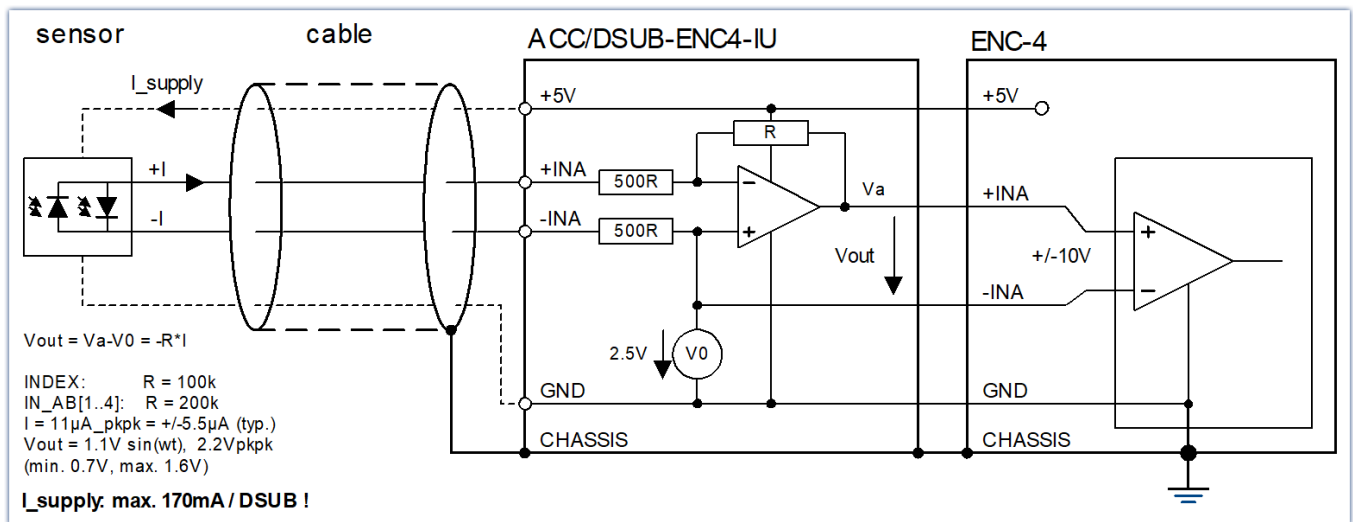 sensor
cable
ACC/DSUB-ENC4-IU
ENC-4
I_supply
+5V
+5V
R
+I
+INA
500R
Va
+INA
-I
-INA
500R
Vout
+/-10V
-INA
2.5V
V0
GND
GND
CHASSIS
CHASSIS
Vout = Va-V0 = -R*I
INDEX: R = 100k
IN_AB[1..4]: R = 200k
I = 11µA_pkpk = +/-5.5µA (typ.)
Vout = 1.1V sin(wt), 2.2Vpkpk
(min. 0.7V, max. 1.6V)
I_supply: max. 170mA / DSUB !